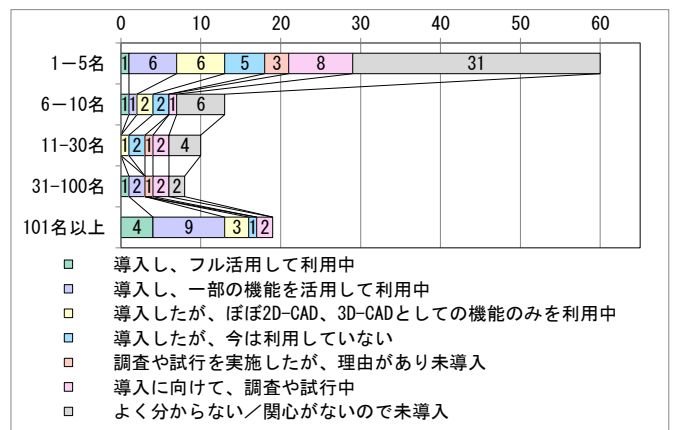 0 10 20 30 40 50 60
1－5名 1 6 6 5 3 8 31
6－10名 1 1 2 2 1 6
11-30名 1 2 1 2 4
31-100名 1 2 1 2 2
101名以上 4 9 3 1 2
導入し、フル活用して利用中
導入し、一部の機能を活用して利用中
導入したが、ほぼ2D-CAD、3D-CADとしての機能のみを利用中
導入したが、今は利用していない
調査や試行を実施したが、理由があり未導入
導入に向けて、調査や試行中
よく分からない／関心がないので未導入